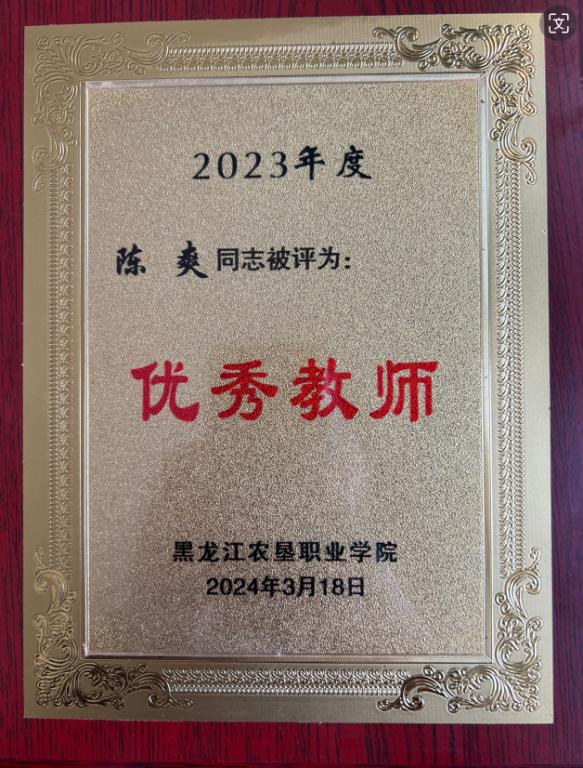 2023年度
陈 爽 同志被评为：
优秀教师
黑龙江农垦职业学院
2024年3月18日